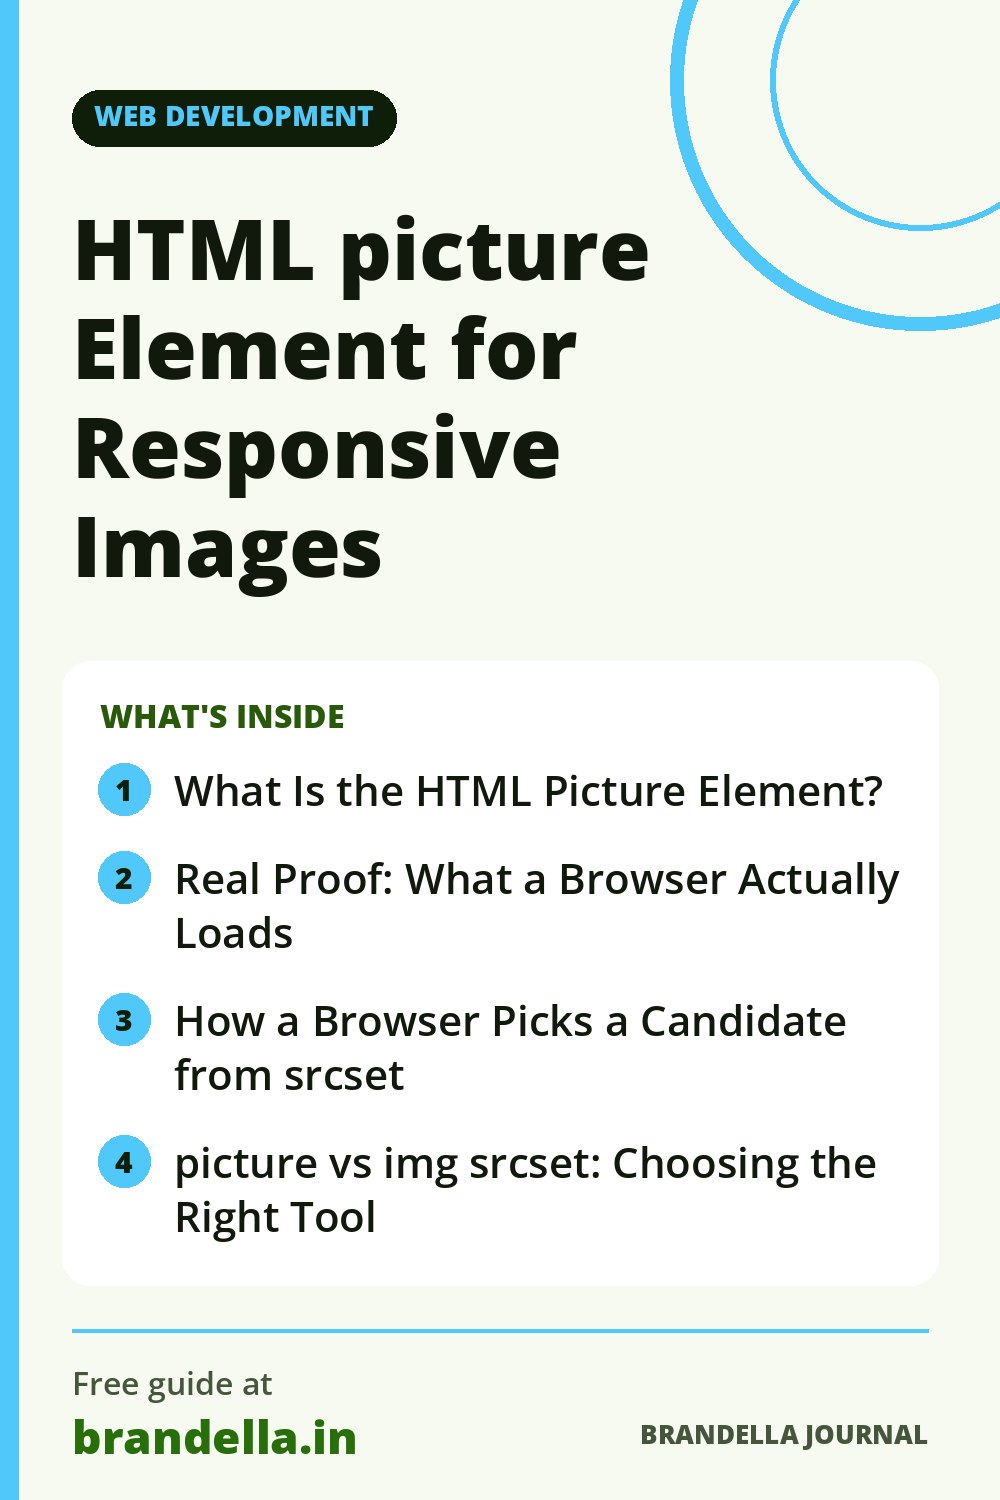 WEB DEVELOPMENT
HTML picture
Element for
Responsive
Images
WHAT'S INSIDE
1 What Is the HTML Picture Element?
2 Real Proof: What a Browser Actually
Loads
3 How a Browser Picks a Candidate
from srcset
4 picture vs img srcset: Choosing the
Right Tool
Free guide at
brandella.in
BRANDELLA JOURNAL